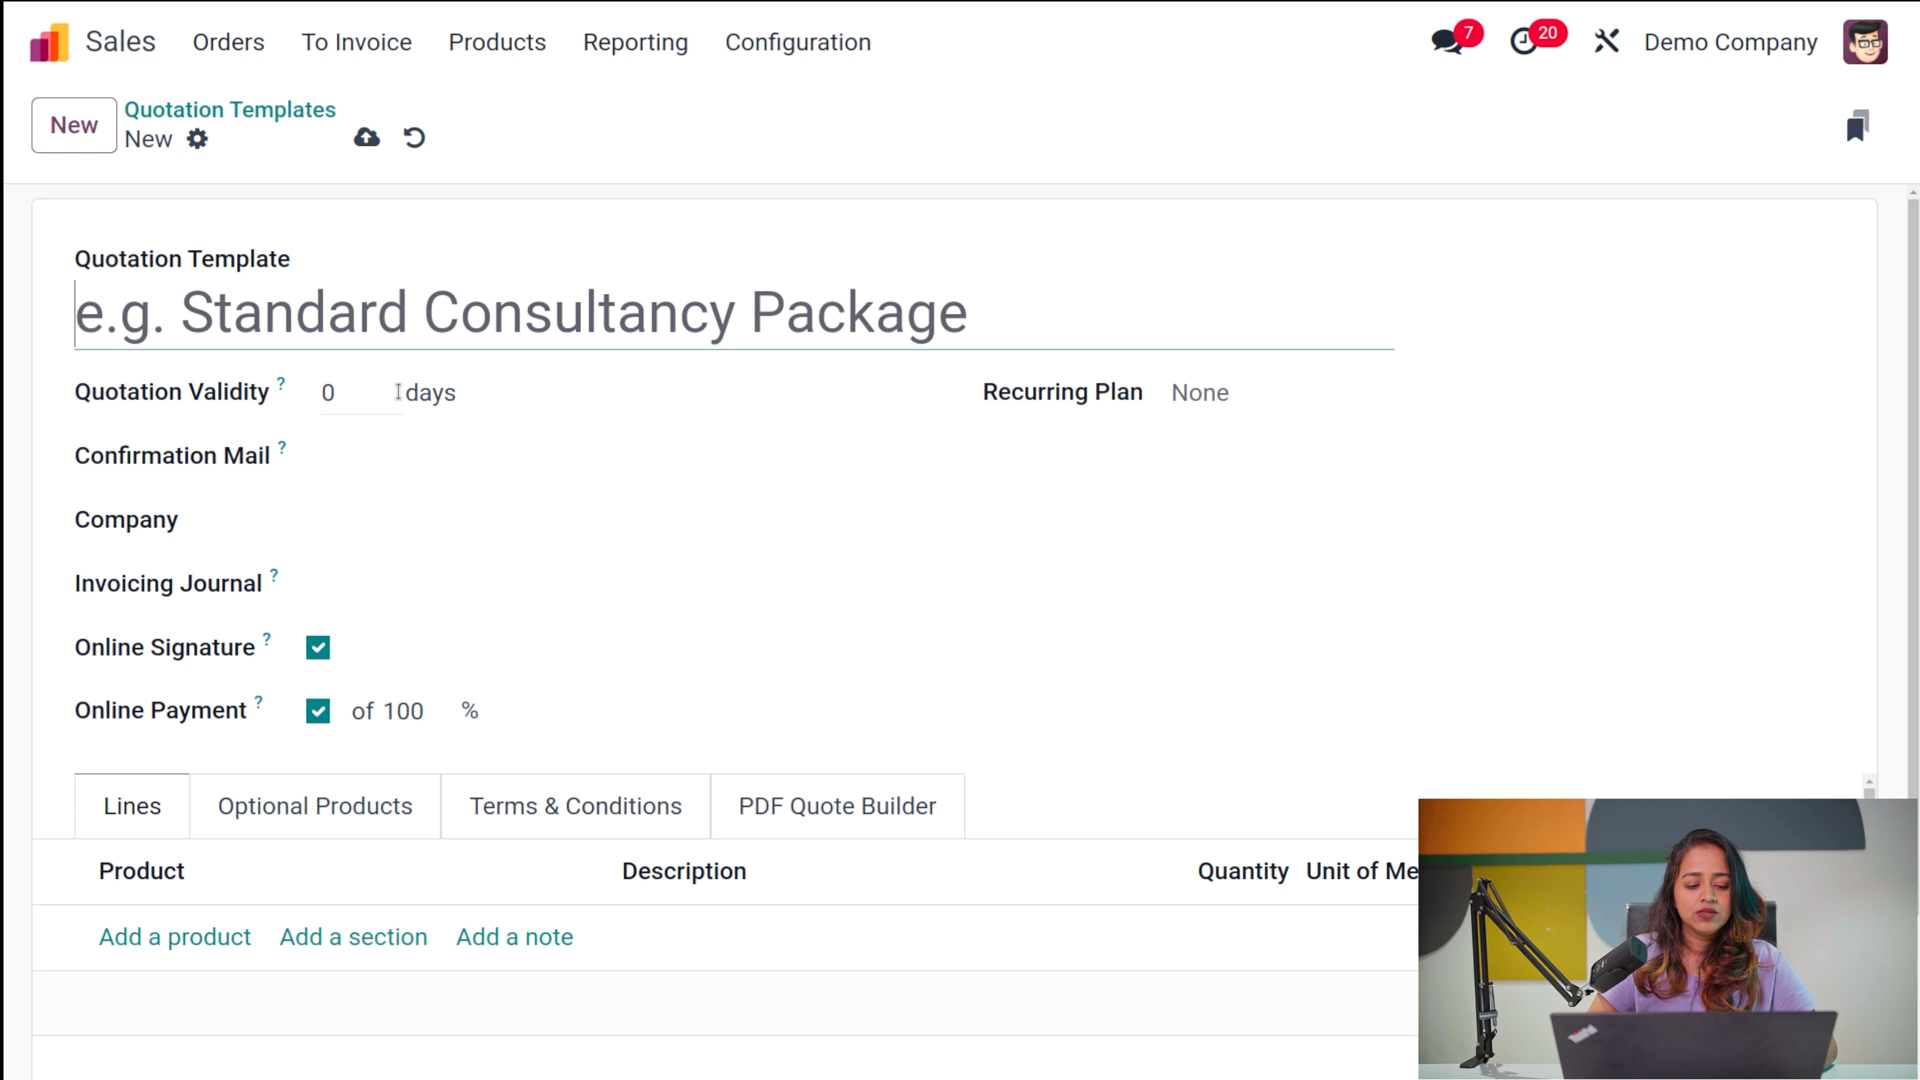 Sales Orders To Invoice Products Reporting Configuration 7 20 Demo Company
New Quotation Templates
New
Quotation Template
e.g. Standard Consultancy Package
Quotation Validity ? 0 days Recurring Plan None
Confirmation Mail ?
Company
Invoicing Journal ?
Online Signature ?
Online Payment ? of 100 %
Lines Optional Products Terms & Conditions PDF Quote Builder
Product Description Quantity Unit of Me
Add a product Add a section Add a note